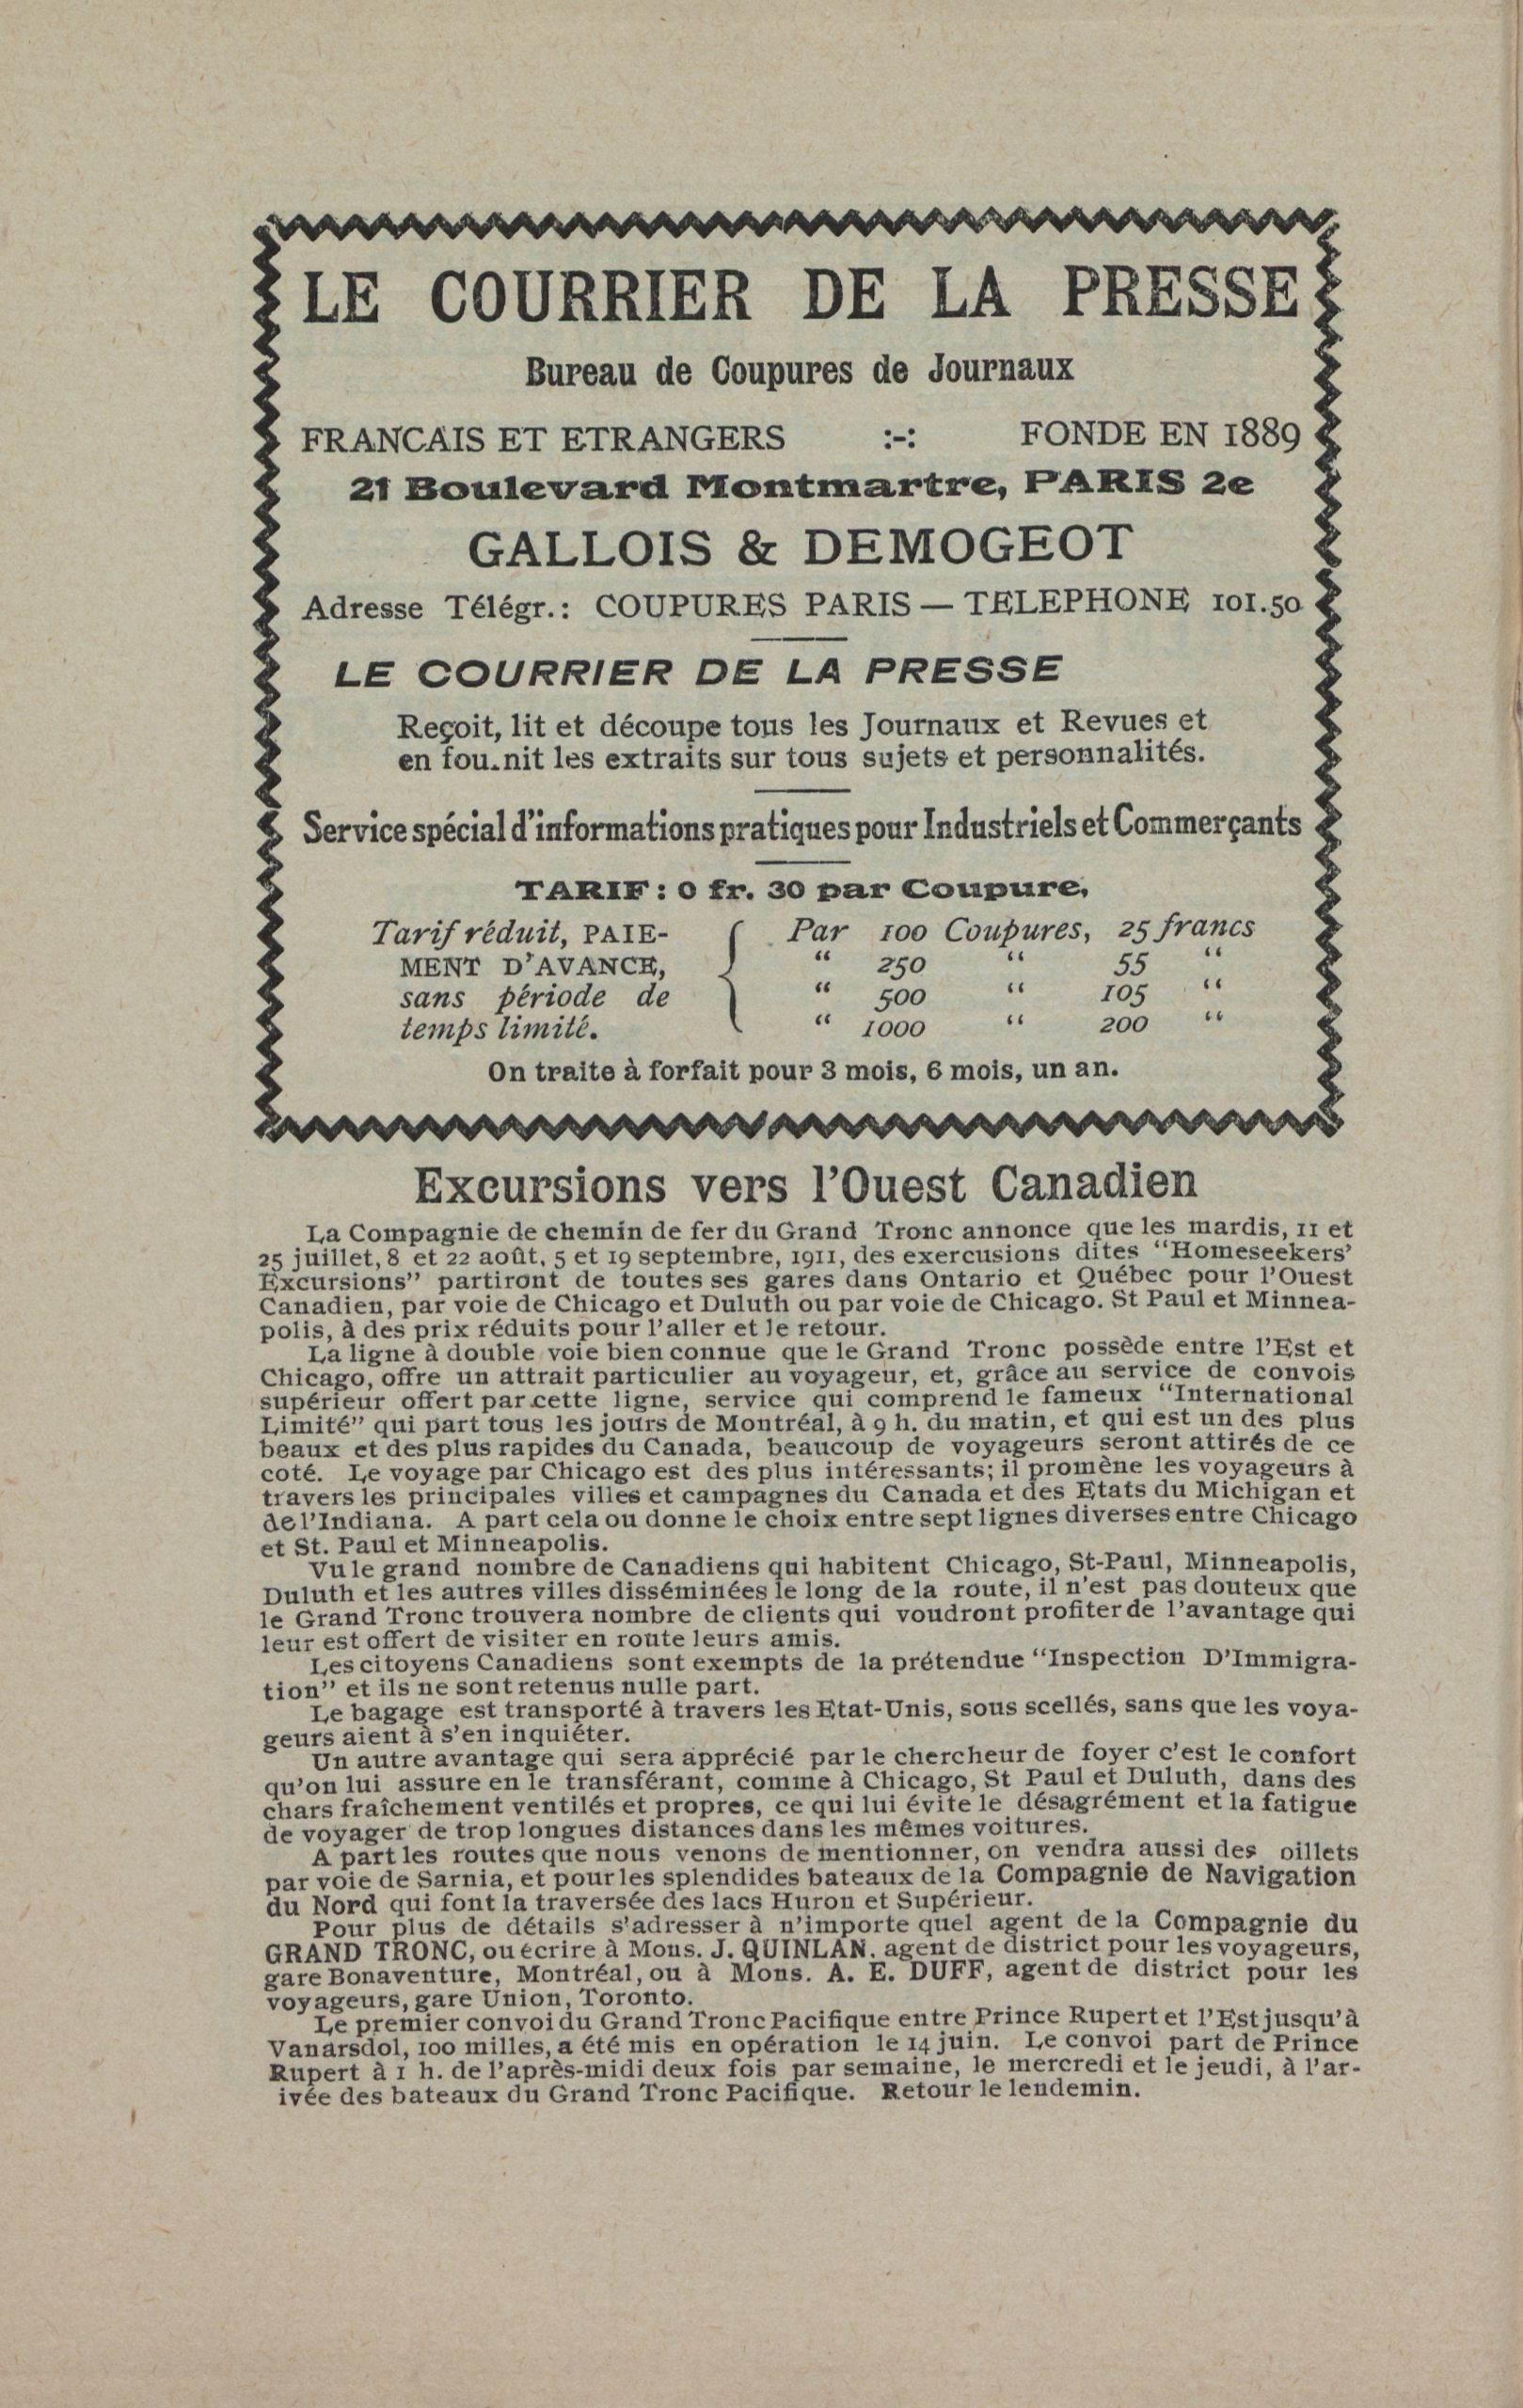 LE COURRIER DE LA PRESSE
Bureau de Coupures de Journaux
FRANCAIS ET ETRANGERS :-: FONDE EN 1889
21 Boulevard Montmartre, PARIS 2e
GALLOIS & DEMOGEOT
Adresse Télégr.: COUPURES PARIS — TELEPHONE 101.50
LE COURRIER DE LA PRESSE
Reçoit, lit et découpe tous les Journaux et Revues et
en fou.nit les extraits sur tous sujets et personnalités.
Service spécial d'informations pratiques pour Industriels et Commerçants
TARIF : 0 fr. 30 par Coupure,
Tarif réduit, PAIE- { Par 100 Coupures, 25 francs
MENT D'AVANCE, “ 250 “ 55 “
sans période de “ 500 “ 105 “
temps limité. “ 1000 “ 200 “
On traite à forfait pour 3 mois, 6 mois, un an.
Excursions vers l'Ouest Canadien
La Compagnie de chemin de fer du Grand Tronc annonce que les mardis, 11 et
25 juillet, 8 et 22 août, 5 et 19 septembre, 1911, des exercusions dites “Homeseekers'
Excursions” partiront de toutes ses gares dans Ontario et Québec pour l'Ouest
Canadien, par voie de Chicago et Duluth ou par voie de Chicago. St Paul et Minnea-
polis, à des prix réduits pour l'aller et le retour.
La ligne à double voie bien connue que le Grand Tronc possède entre l'Est et
Chicago, offre un attrait particulier au voyageur, et, grâce au service de convois
supérieur offert par cette ligne, service qui comprend le fameux “International
Limité” qui part tous les jours de Montréal, à 9 h. du matin, et qui est un des plus
beaux et des plus rapides du Canada, beaucoup de voyageurs seront attirés de ce
coté. Le voyage par Chicago est des plus intéressants; il promène les voyageurs à
travers les principales villes et campagnes du Canada et des Etats du Michigan et
de l'Indiana. A part cela ou donne le choix entre sept lignes diverses entre Chicago
et St. Paul et Minneapolis.
Vu le grand nombre de Canadiens qui habitent Chicago, St-Paul, Minneapolis,
Duluth et les autres villes disséminées le long de la route, il n'est pas douteux que
le Grand Tronc trouvera nombre de clients qui voudront profiter de l'avantage qui
leur est offert de visiter en route leurs amis.
Les citoyens Canadiens sont exempts de la prétendue “Inspection D'Immigra-
tion” et ils ne sont retenus nulle part.
Le bagage est transporté à travers les Etat-Unis, sous scellés, sans que les voya-
geurs aient à s'en inquiéter.
Un autre avantage qui sera apprécié par le chercheur de foyer c'est le confort
qu'on lui assure en le transférant, comme à Chicago, St Paul et Duluth, dans des
chars fraîchement ventilés et propres, ce qui lui évite le désagrément et la fatigue
de voyager de trop longues distances dans les mêmes voitures.
A part les routes que nous venons de mentionner, on vendra aussi des oillets
par voie de Sarnia, et pour les splendides bateaux de la Compagnie de Navigation
du Nord qui font la traversée des lacs Huron et Supérieur.
Pour plus de détails s'adresser à n'importe quel agent de la Compagnie du
GRAND TRONC, ou écrire à Mons. J. QUINLAN. agent de district pour les voyageurs,
gare Bonaventure, Montréal, ou à Mons. A. E. DUFF, agent de district pour les
voyageurs, gare Union, Toronto.
Le premier convoi du Grand Tronc Pacifique entre Prince Rupert et l'Est jusqu'à
Vanarsdol, 100 milles, a été mis en opération le 14 juin. Le convoi part de Prince
Rupert à 1 h. de l'après-midi deux fois par semaine, le mercredi et le jeudi, à l'ar-
ivée des bateaux du Grand Tronc Pacifique. Retour le lendemin.